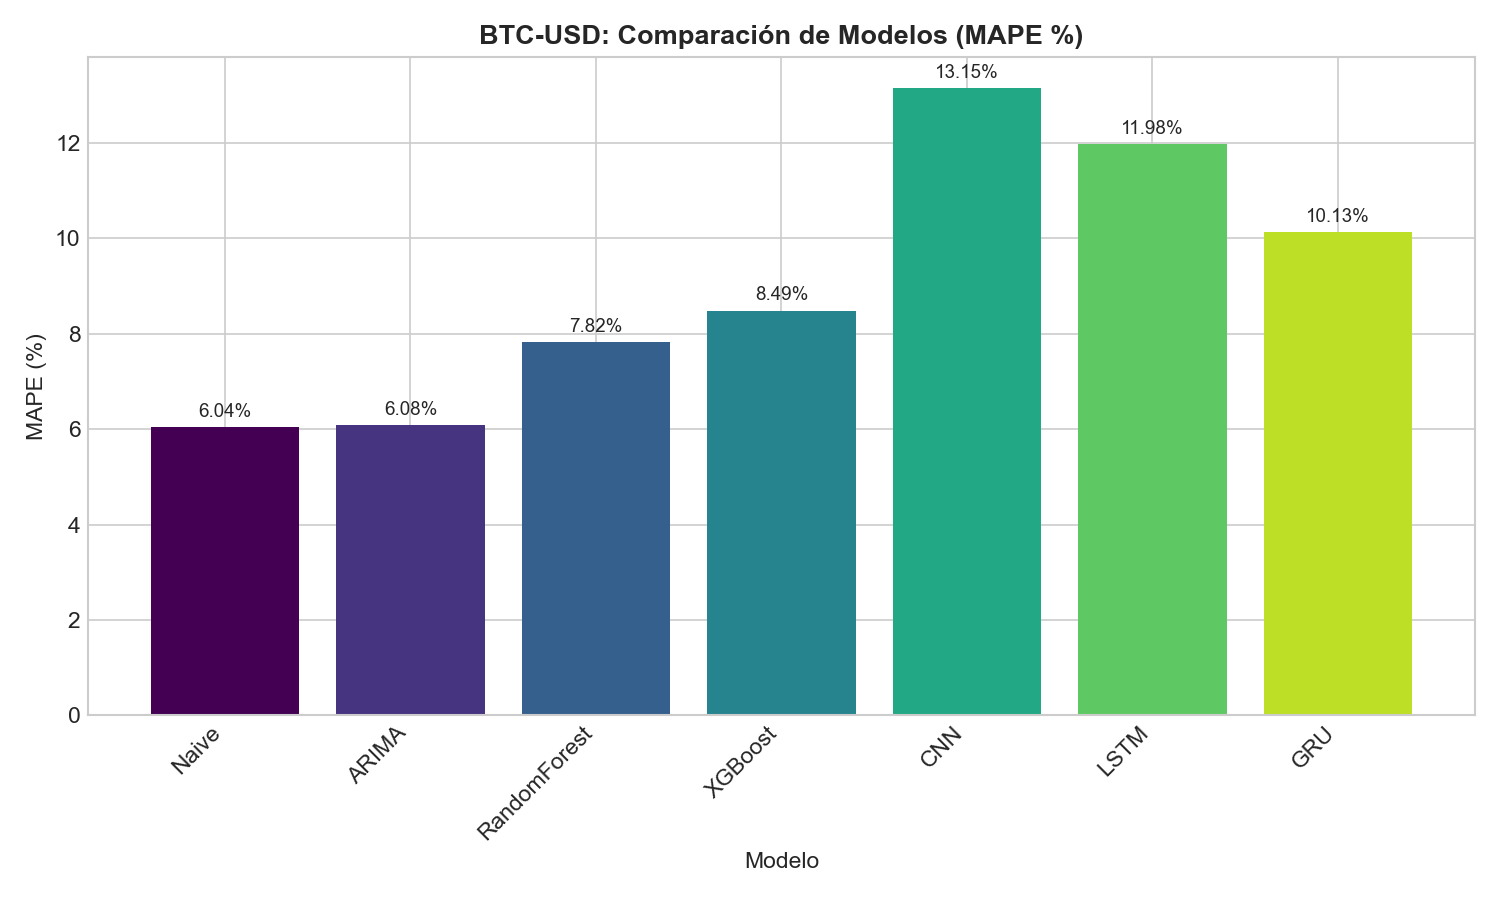 BTC-USD: Comparación de Modelos (MAPE %)
MAPE (%)
12
10
8
6
4
2
0
6.04%
6.08%
7.82%
8.49%
13.15%
11.98%
10.13%
Naive
ARIMA
RandomForest
XGBoost
CNN
LSTM
GRU
Modelo